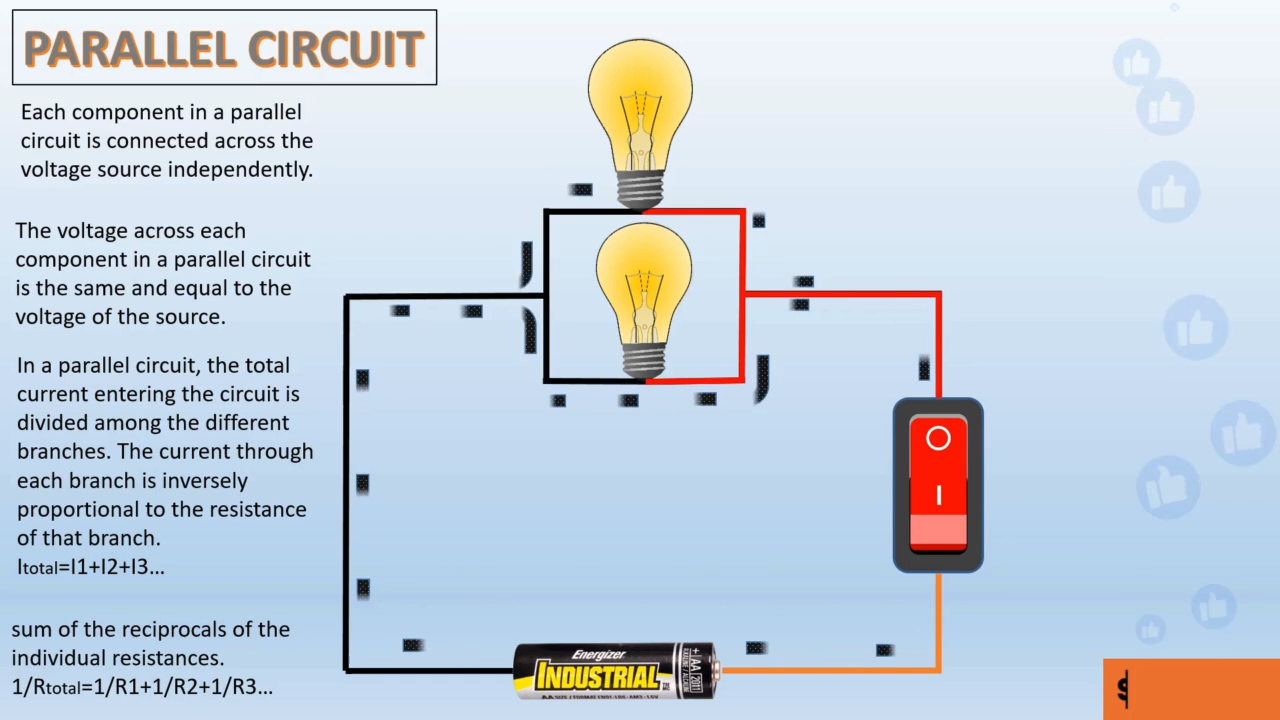 PARALLEL CIRCUIT
Each component in a parallel
circuit is connected across the
voltage source independently.
The voltage across each
component in a parallel circuit
is the same and equal to the
voltage of the source.
In a parallel circuit, the total
current entering the circuit is
divided among the different
branches. The current through
each branch is inversely
proportional to the resistance
of that branch.
Itotal=I1+I2+I3...
sum of the reciprocals of the
individual resistances.
1/Rtotal=1/R1+1/R2+1/R3...
Energizer
INDUSTRIAL
+ AA